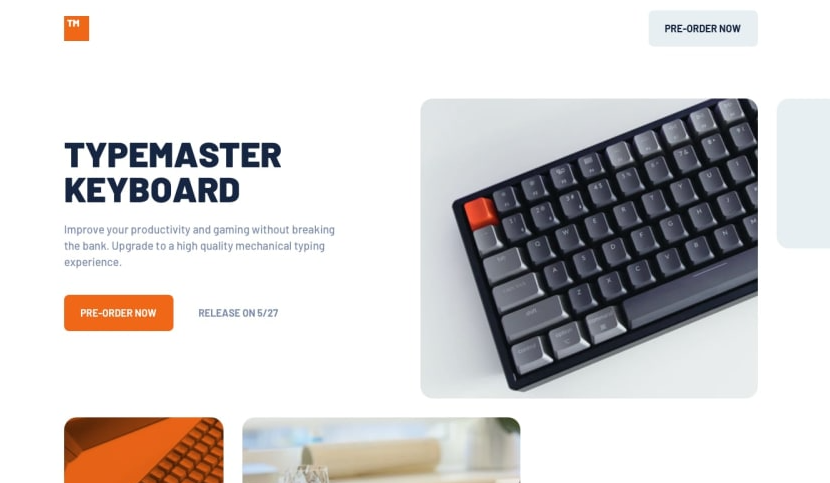 TM
PRE-ORDER NOW
TYPEMASTER
KEYBOARD
Improve your productivity and gaming without breaking
the bank. Upgrade to a high quality mechanical typing
experience.
PRE-ORDER NOW
RELEASE ON 5/27